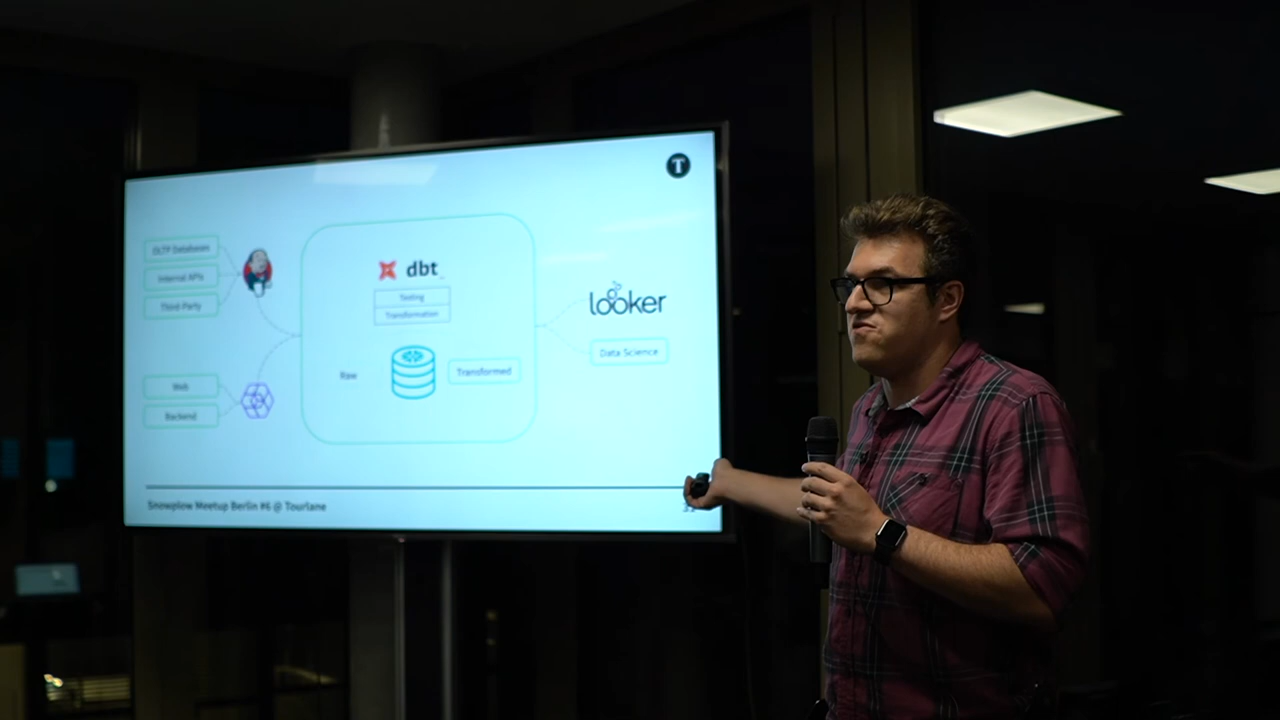 T
OLTP Databases
Internal APIs
Third Party
Web
Backend
dbt
Testing
Transformation
Raw
Transformed
looker
Data Science
Snowplow Meetup Berlin #6 @ Tourlane